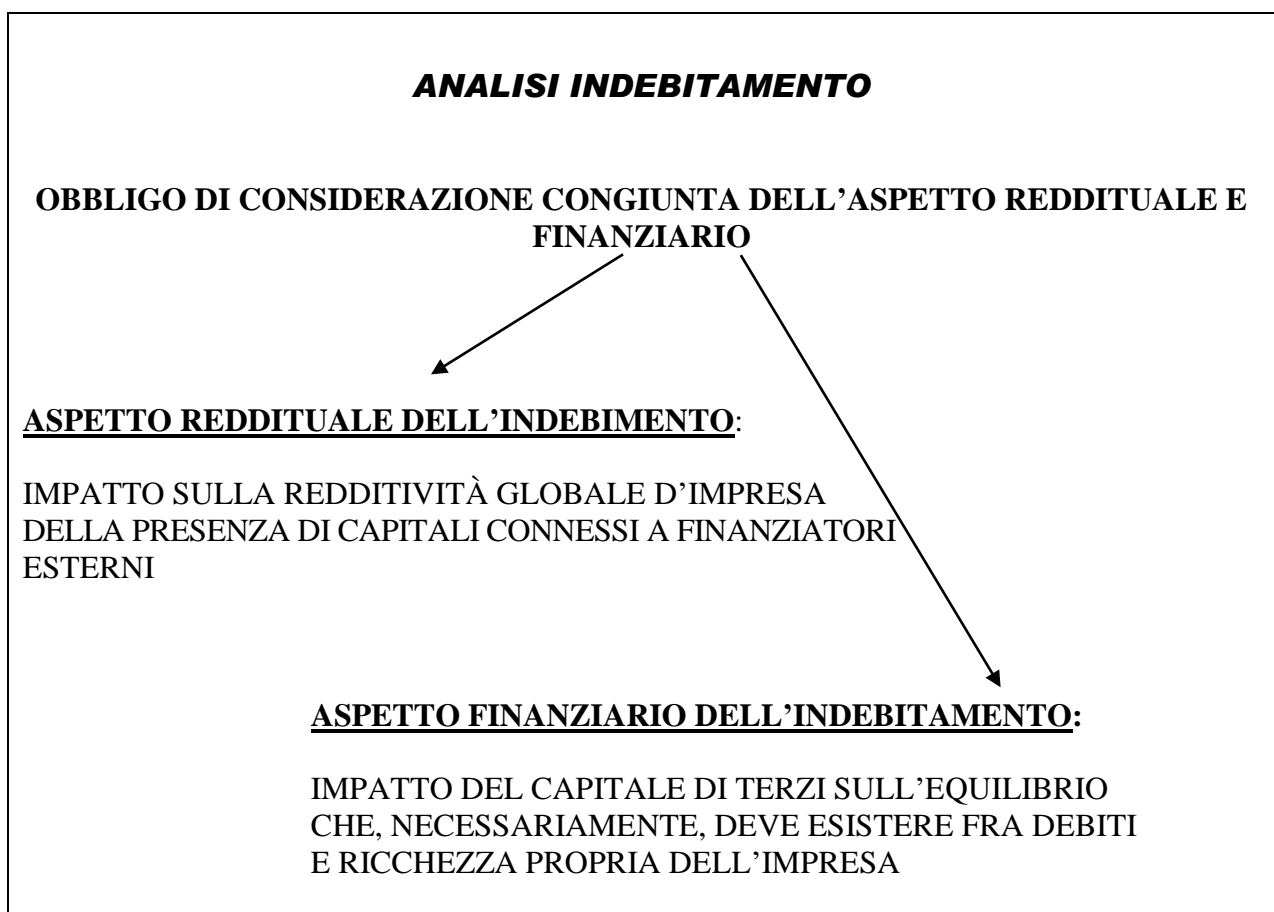 ANALISI INDEBITAMENTO
OBBLIGO DI CONSIDERAZIONE CONGIUNTA DELL’ASPETTO REDDITUALE E
FINANZIARIO
ASPETTO REDDITUALE DELL’INDEBIMENTO:
IMPATTO SULLA REDDITIVITÀ GLOBALE D’IMPRESA
DELLA PRESENZA DI CAPITALI CONNESSI A FINANZIATORI
ESTERNI
ASPETTO FINANZIARIO DELL’INDEBITAMENTO:
IMPATTO DEL CAPITALE DI TERZI SULL’EQUILIBRIO
CHE, NECESSARIAMENTE, DEVE ESISTERE FRA DEBITI
E RICCHEZZA PROPRIA DELL’IMPRESA